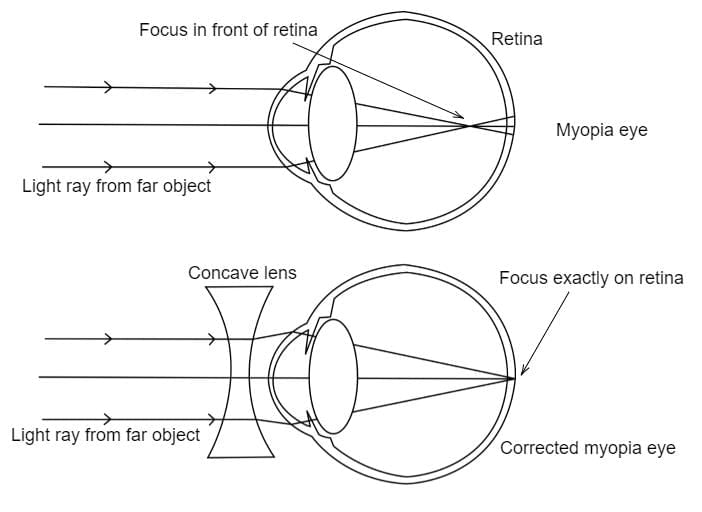 Focus in front of retina
Retina
Myopia eye
Light ray from far object
Concave lens
Focus exactly on retina
Light ray from far object
Corrected myopia eye